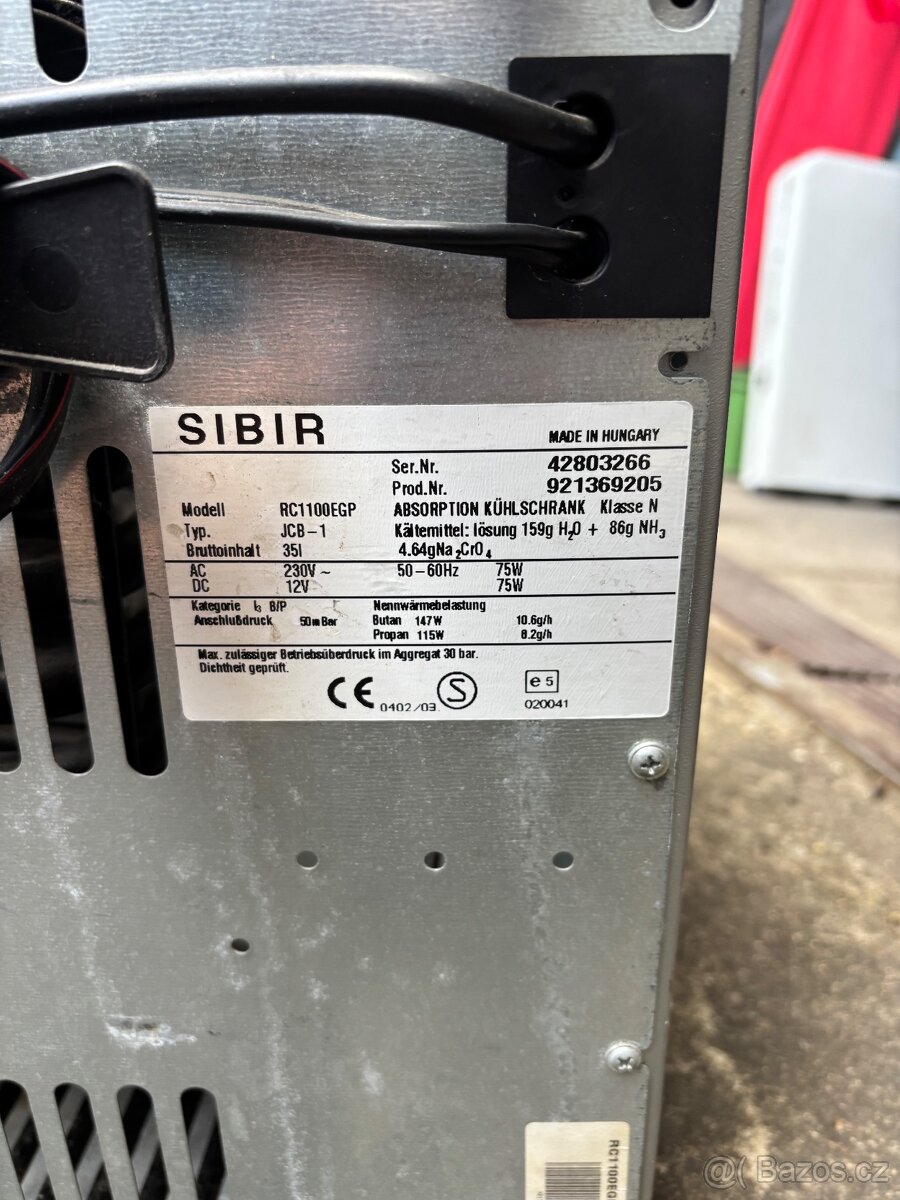 SIBIR
MADE IN HUNGARY
Ser.Nr. 42803266
Prod.Nr. 921369205
Modell RC1100EGP ABSORPTION KÜHLSCHRANK Klasse N
Typ. JCB-1 Kältemittel: lösung 159g H₂O + 86g NH₃
Bruttoinhalt 35l 4.64gNa₂CrO₄
AC 230V~ 50-60Hz 75W
DC 12V 75W
Kategorie I₃ B/P Nennwärmebelastung
Anschlußdruck 50mBar Butan 147W 10.6g/h
Propan 115W 8.2g/h
Max. zulässiger Betriebsüberdruck im Aggregat 30 bar.
Dichtheit geprüft.
CE 0402/03 S e5
020041
RC1100EG
@( Bazos.cz